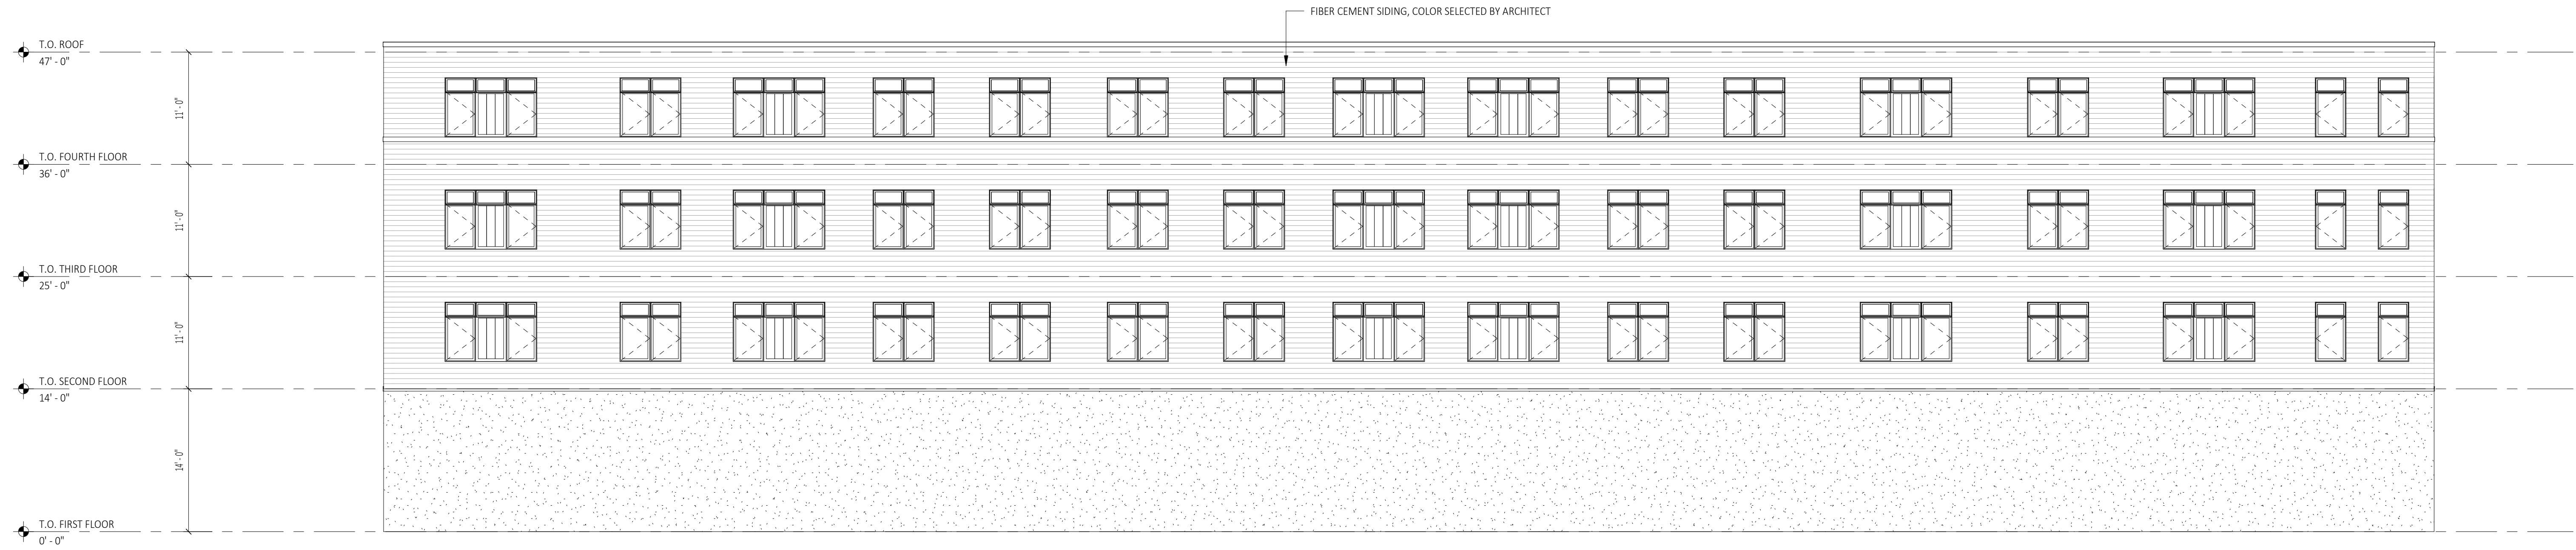 FIBER CEMENT SIDING, COLOR SELECTED BY ARCHITECT
T.O. ROOF
47' - 0"
11' - 0"
T.O. FOURTH FLOOR
36' - 0"
11' - 0"
T.O. THIRD FLOOR
25' - 0"
11' - 0"
T.O. SECOND FLOOR
14' - 0"
14' - 0"
T.O. FIRST FLOOR
0' - 0"